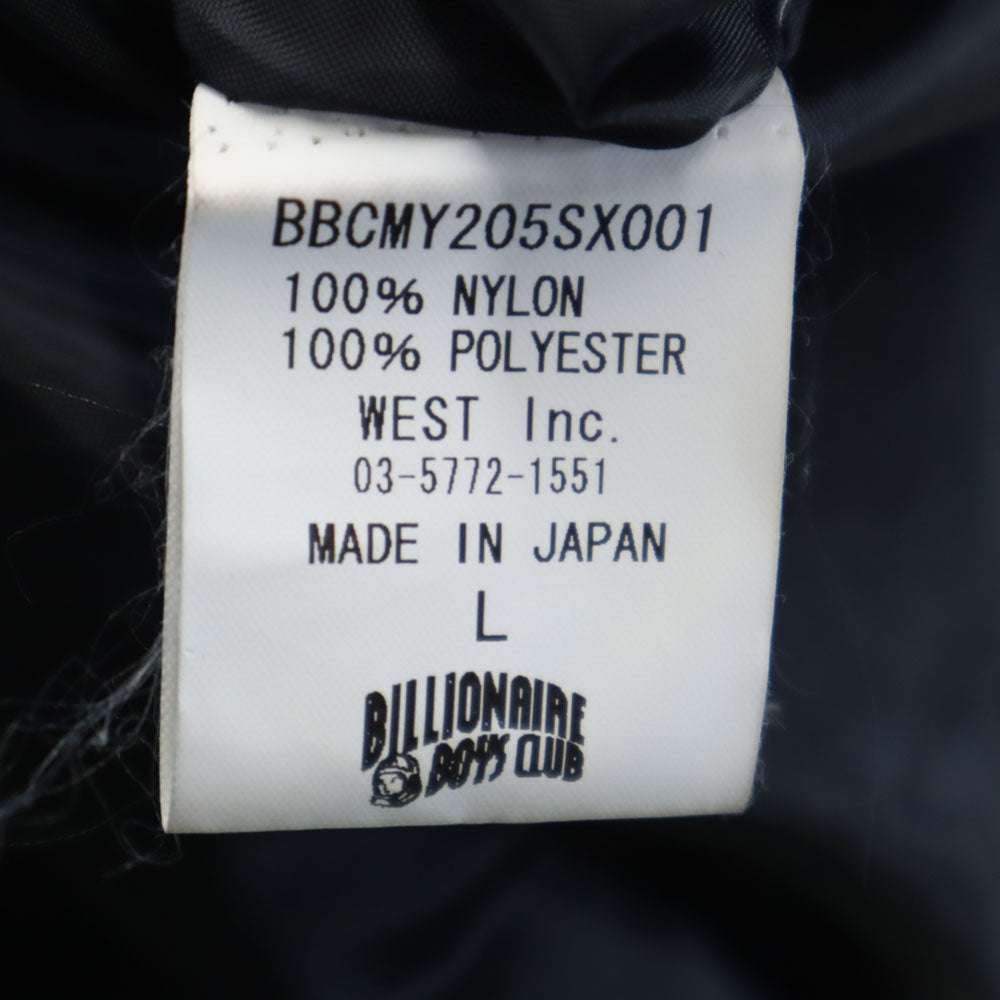 BBCMY205SX001
100% NYLON
100% POLYESTER
WEST Inc.
03-5772-1551
MADE IN JAPAN
L
BILLIONAIRE
BOYS CLUB